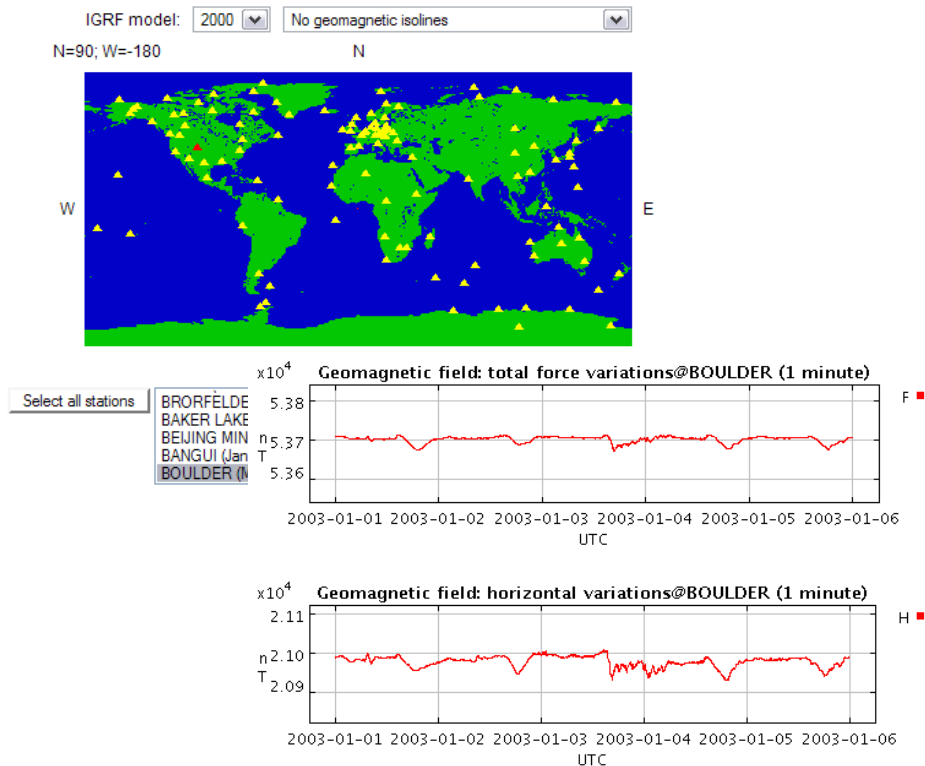 IGRF model: 2000 No geomagnetic isolines
N=90; W=-180 N
W E
Select all stations
BRORFELDE
BAKER LAKE
BEIJING MIN
BANGUI (Jan
BOULDER (M
x10^4 Geomagnetic field: total force variations@BOULDER (1 minute)
F
5.38
5.37
5.36
n
T
2003-01-01 2003-01-02 2003-01-03 2003-01-04 2003-01-05 2003-01-06
UTC
x10^4 Geomagnetic field: horizontal variations@BOULDER (1 minute)
H
2.11
2.10
2.09
n
T
2003-01-01 2003-01-02 2003-01-03 2003-01-04 2003-01-05 2003-01-06
UTC